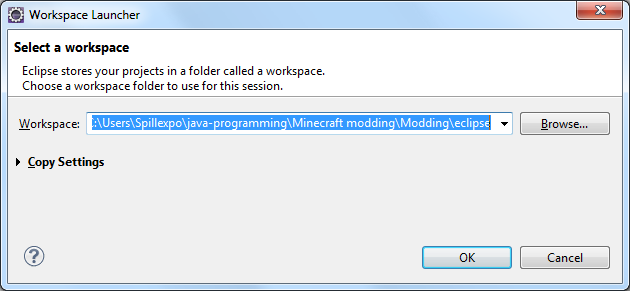 Workspace Launcher
Select a workspace
Eclipse stores your projects in a folder called a workspace.
Choose a workspace folder to use for this session.
Workspace: :\Users\Spillexpo\java-programming\Minecraft modding\Modding\eclipse Browse...
Copy Settings
? OK Cancel